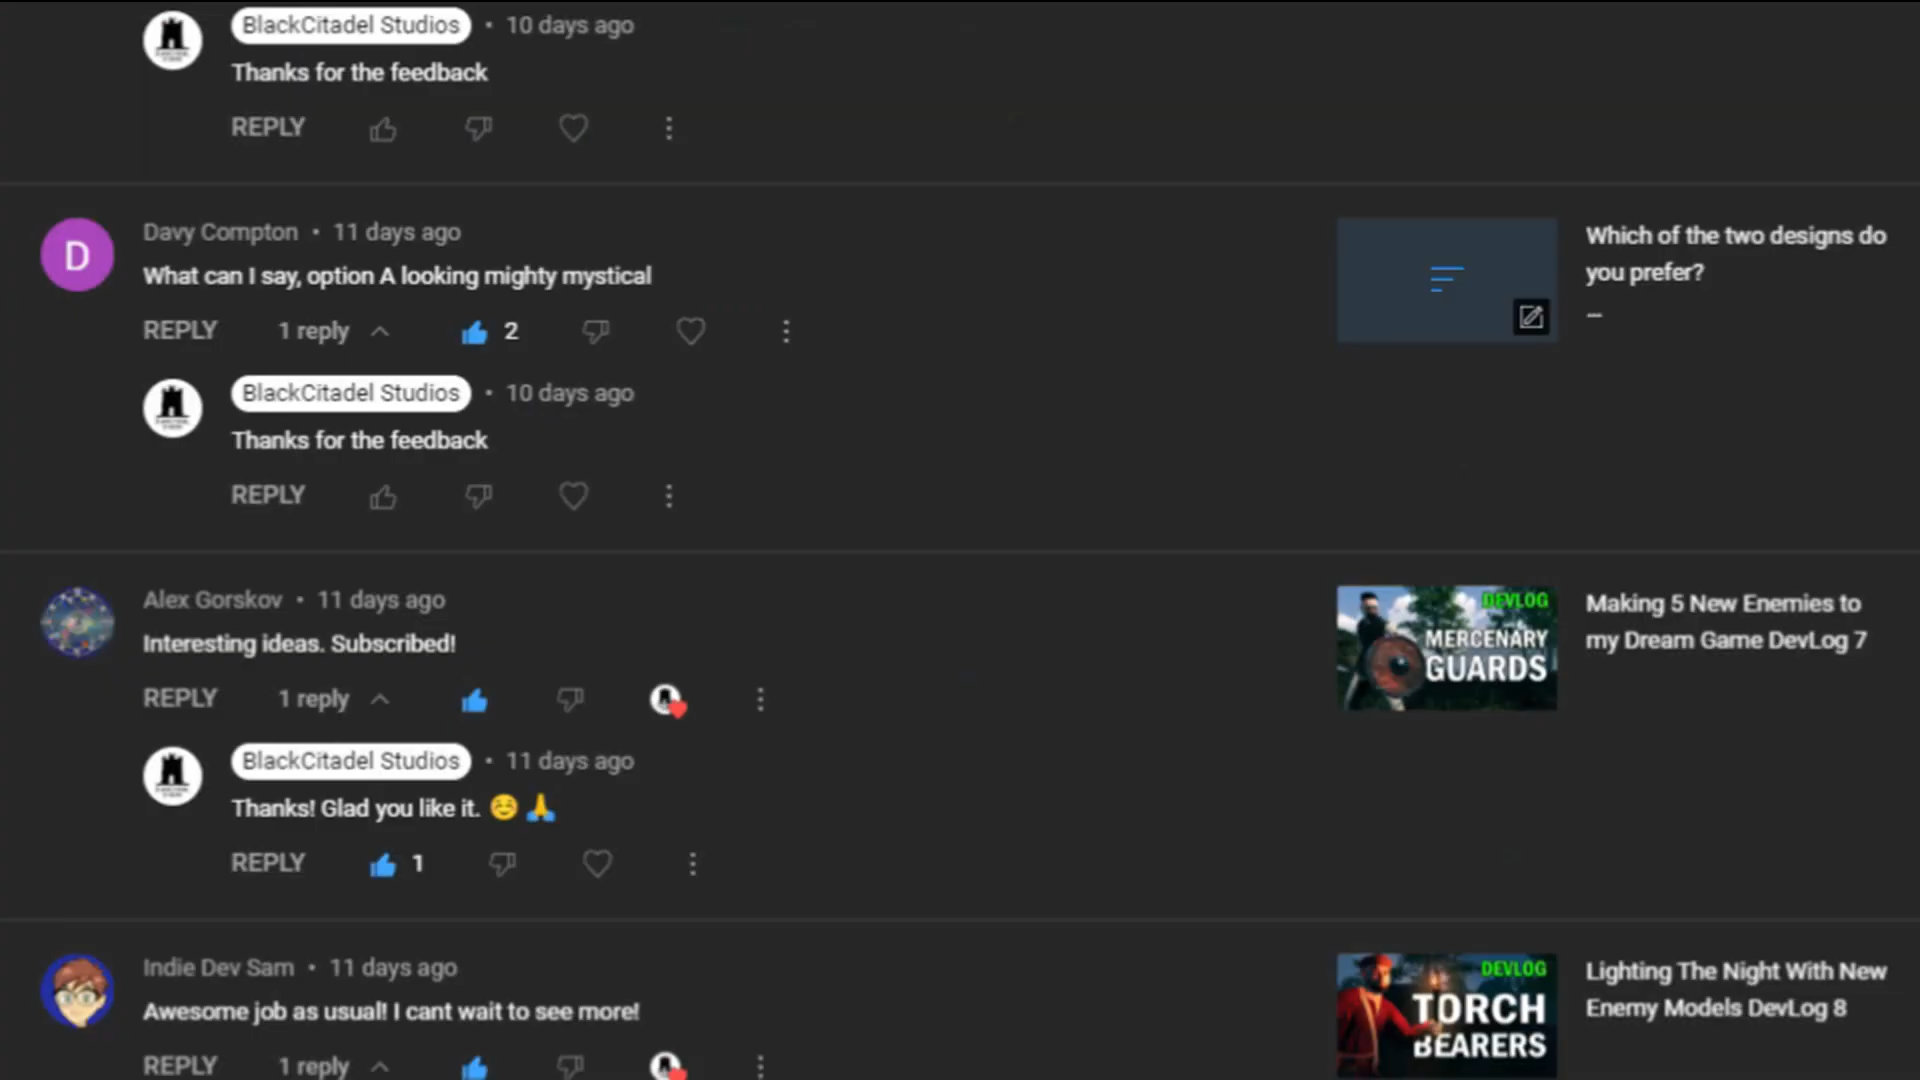 BlackCitadel Studios • 10 days ago
Thanks for the feedback
REPLY
Davy Compton • 11 days ago
What can I say, option A looking mighty mystical
REPLY 1 reply 2
Which of the two designs do
you prefer?
–
BlackCitadel Studios • 10 days ago
Thanks for the feedback
REPLY
D
Alex Gorskov • 11 days ago
Interesting ideas. Subscribed!
REPLY 1 reply
DEVLOG
MERCENARY
GUARDS
Making 5 New Enemies to
my Dream Game DevLog 7
BlackCitadel Studios • 11 days ago
Thanks! Glad you like it. ☺️ 🙏
REPLY 1
Indie Dev Sam • 11 days ago
Awesome job as usual! I cant wait to see more!
REPLY 1 reply
DEVLOG
TORCH
BEARERS
Lighting The Night With New
Enemy Models DevLog 8